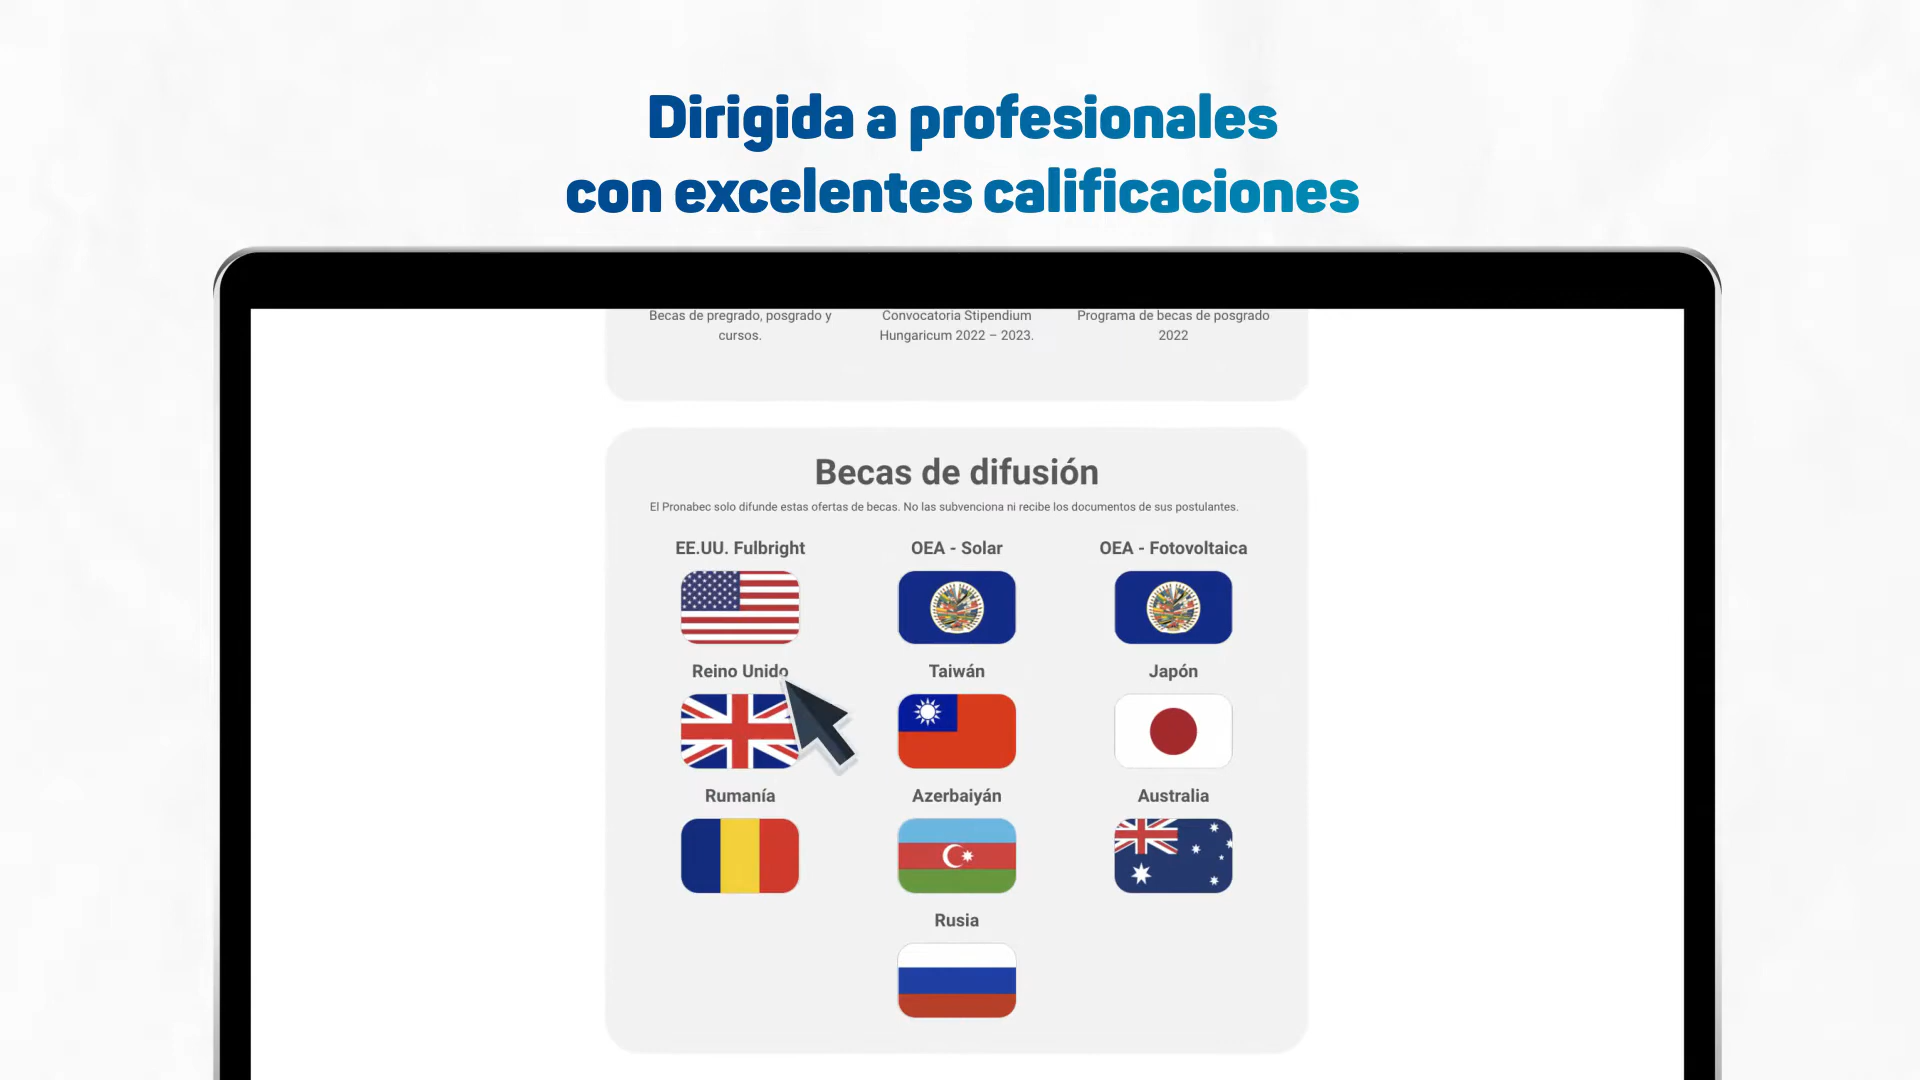 Dirigida a profesionales
con excelentes calificaciones
Becas de pregrado, posgrado y
cursos.
Convocatoria Stipendium
Hungaricum 2022 – 2023.
Programa de becas de posgrado
2022
Becas de difusión
El Pronabec solo difunde estas ofertas de becas. No las subvenciona ni recibe los documentos de sus postulantes.
EE.UU. Fulbright
OEA - Solar
OEA - Fotovoltaica
Reino Unido
Taiwán
Japón
Rumanía
Azerbaiyán
Australia
Rusia